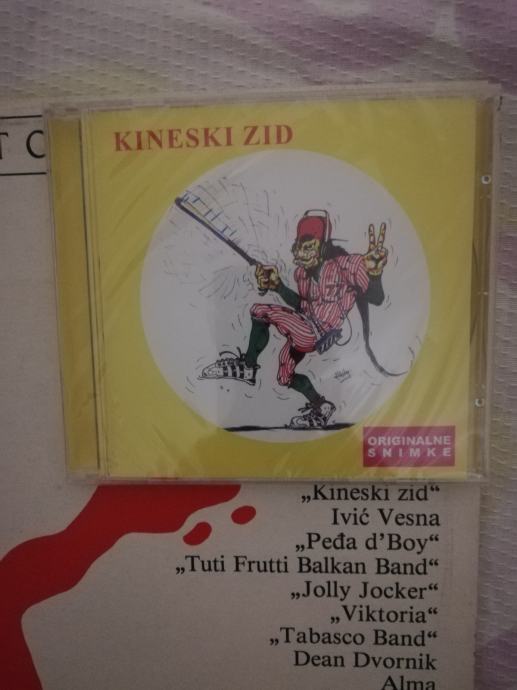 T O
KINESKI ZID
ORIGINALNE
SNIMKE
„Kineski zid“
Ivić Vesna
„Peđa d’Boy“
„Tuti Frutti Balkan Band“
„Jolly Jocker“
„Viktoria“
„Tabasco Band“
Dean Dvornik
Alma